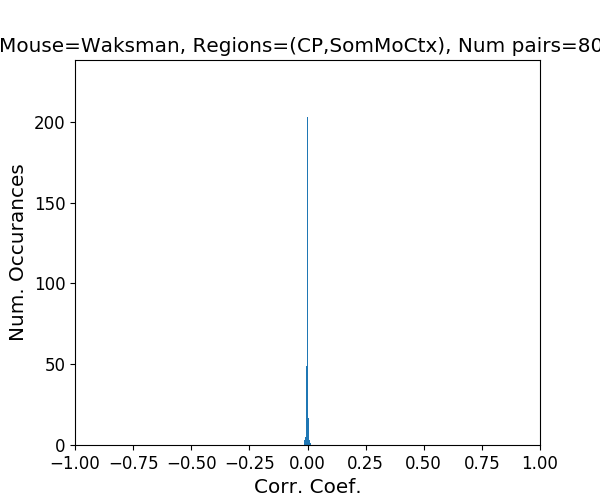 Mouse=Waksman, Regions=(CP,SomMoCtx), Num pairs=80
200
150
100
50
0
Num. Occurances
−1.00 −0.75 −0.50 −0.25 0.00 0.25 0.50 0.75 1.00
Corr. Coef.